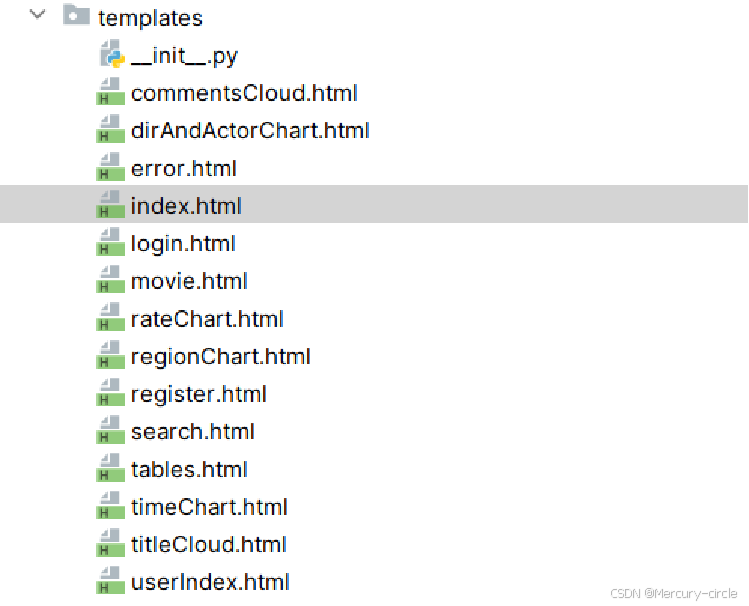 templates
__init__.py
commentsCloud.html
dirAndActorChart.html
error.html
index.html
login.html
movie.html
rateChart.html
regionChart.html
register.html
search.html
tables.html
timeChart.html
titleCloud.html
userIndex.html
CSDN @Mercury-circle